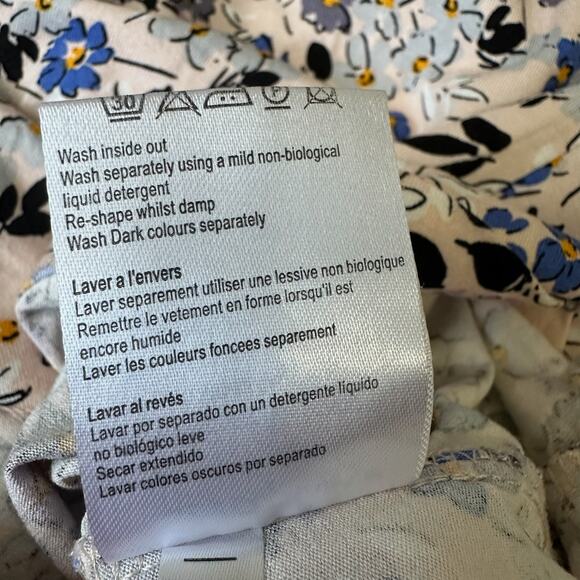 30
Wash inside out
Wash separately using a mild non-biological
liquid detergent
Re-shape whilst damp
Wash Dark colours separately
Laver a l'envers
Laver separement utiliser une lessive non biologique
Remettre le vetement en forme lorsqu'il est
encore humide
Laver les couleurs foncees separement
Lavar al revés
Lavar por separado con un detergente líquido
no biológico leve
Secar extendido
Lavar colores oscuros por separado